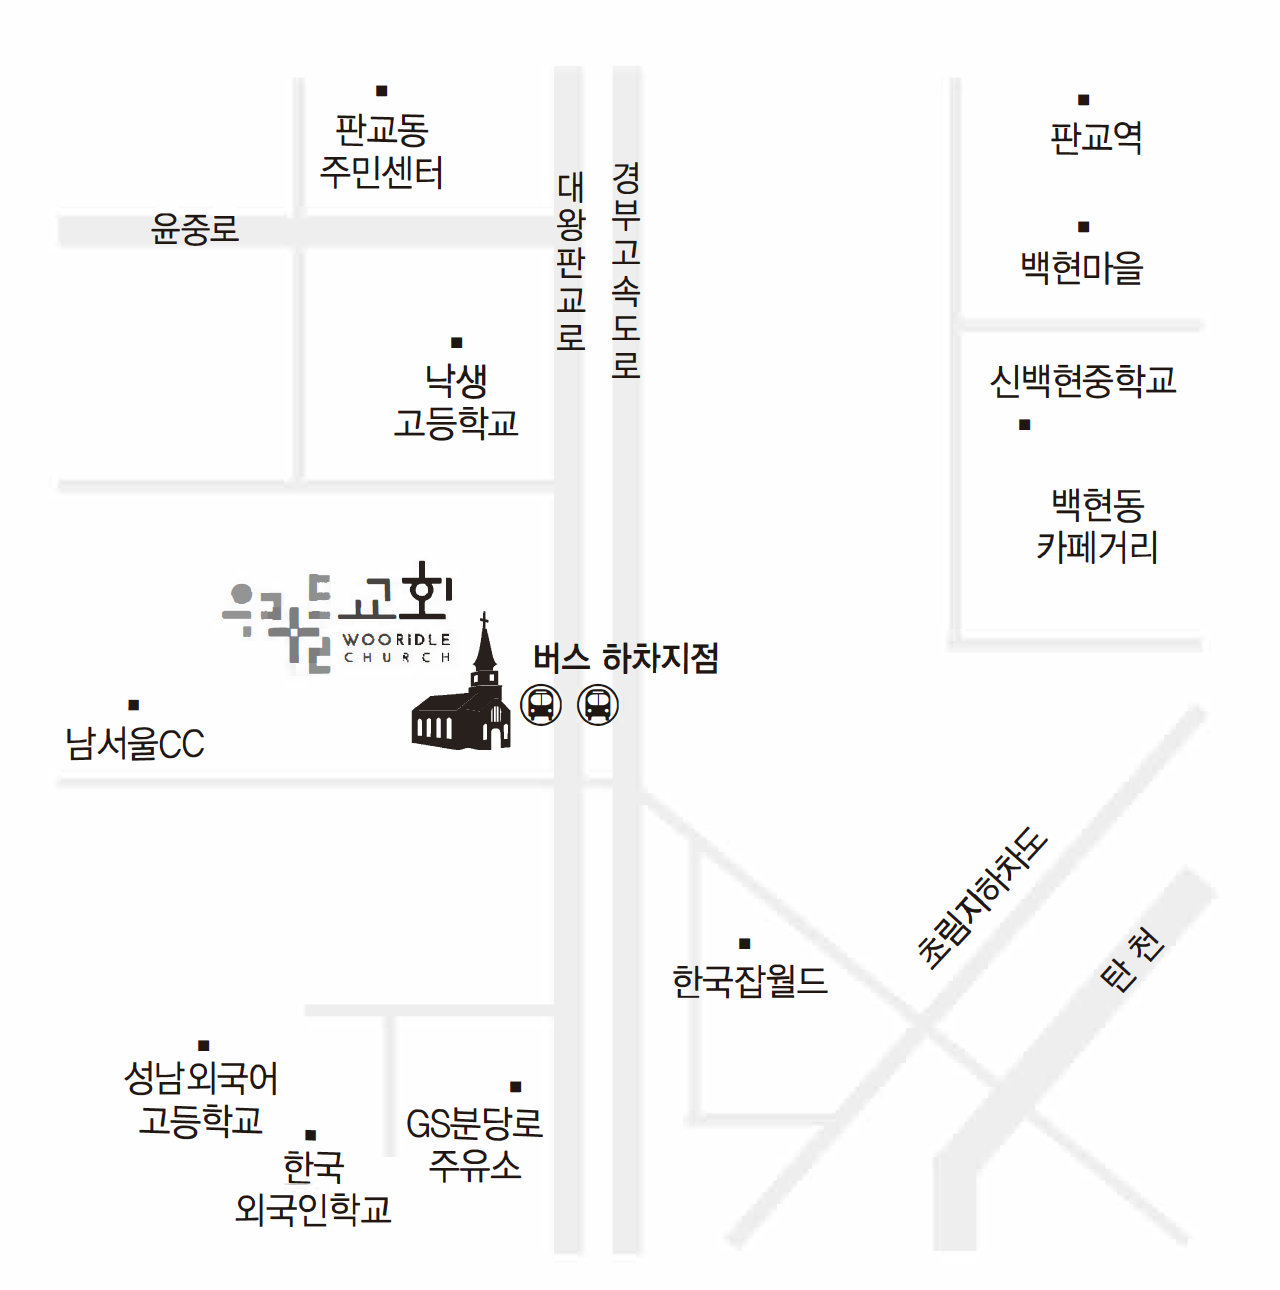 판교동
주민센터
판교역
대왕판교로
경부고속도로
윤중로
백현마을
낙생
고등학교
신백현중학교
백현동
카페거리
우리들교회
WOORIDLE
CHURCH
버스 하차지점
남서울CC
초림지하차도
탄천
한국잡월드
성남외국어
고등학교
GS분당로
주유소
한국
외국인학교